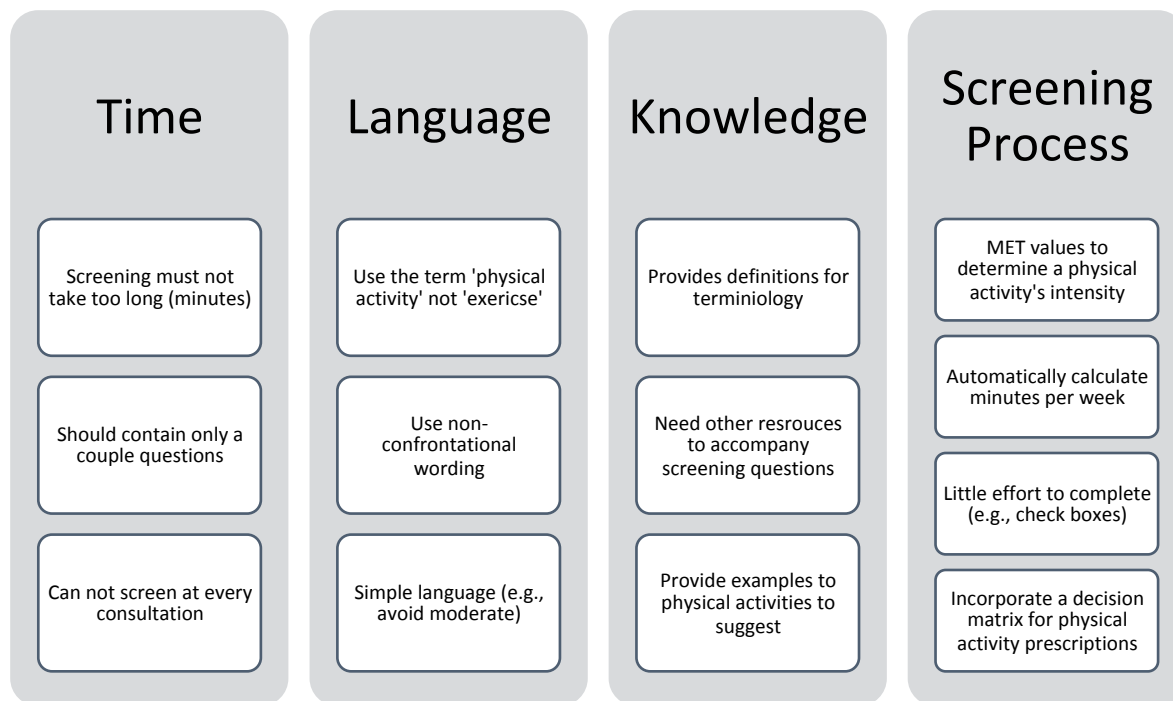 Time
Screening must not
take too long (minutes)
Should contain only a
couple questions
Can not screen at every
consultation
Language
Use the term 'physical
activity' not 'exericse'
Use non-
confrontational
wording
Simple language (e.g.,
avoid moderate)
Knowledge
Provides definitions for
terminiology
Need other resrouces
to accompany
screening questions
Provide examples to
physical activities to
suggest
Screening
Process
MET values to
determine a physical
activity's intensity
Automatically calculate
minutes per week
Little effort to complete
(e.g., check boxes)
Incorporate a decision
matrix for physical
activity prescriptions